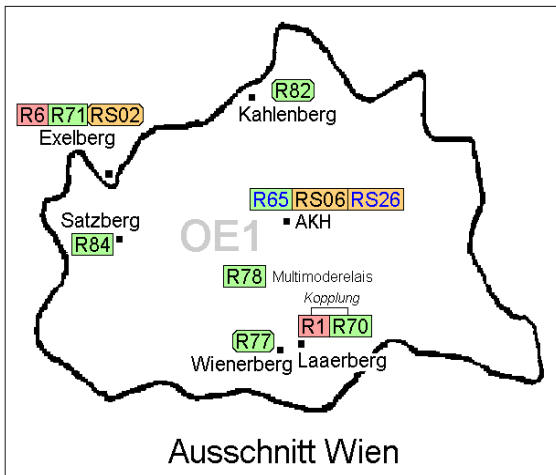 R82
Kahlenberg
R6 R71 RS02
Exelberg
R65 RS06 RS26
AKH
Satzberg
R84
OE1
R78 Multimoderelais
Kopplung
R1 R70
Laaerberg
R77
Wienerberg
Ausschnitt Wien